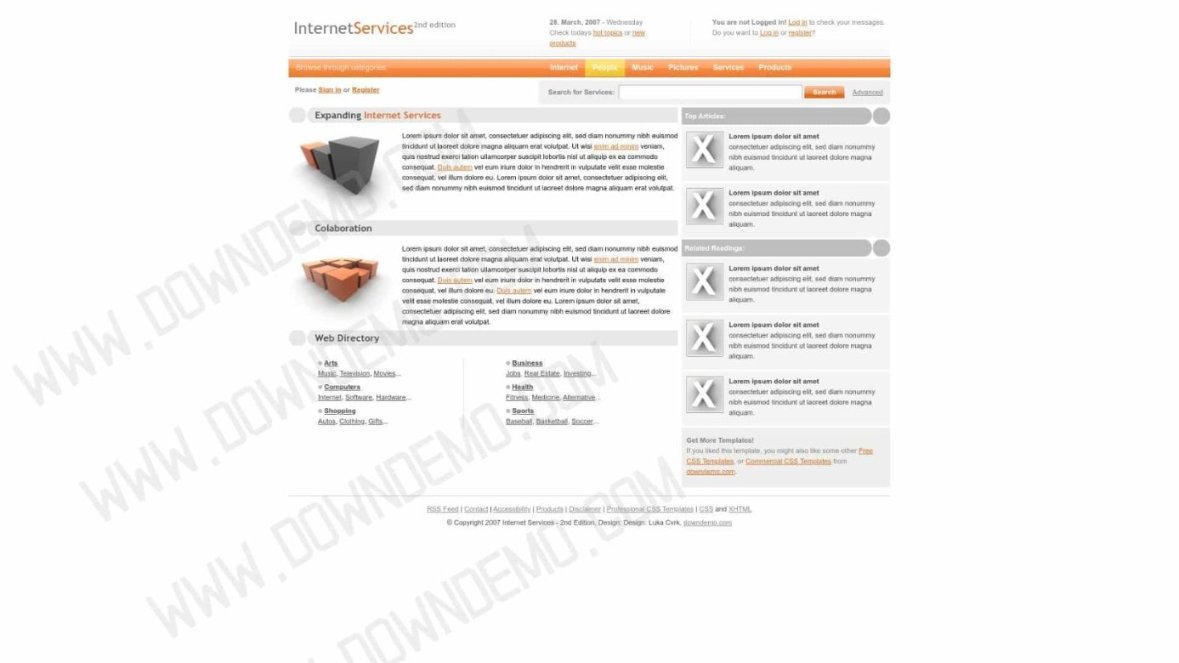 InternetServices2nd edition
28. March, 2007 - Wednesday
Check todays hot topics or new
products
You are not Logged in! Log in to check your messages.
Do you want to Log in or register?
Browse through categories:
Internet People Music Pictures Services Products
Please Sign in or Register
Search for Services: Search Advanced
Expanding Internet Services
Lorem ipsum dolor sit amet, consectetuer adipiscing elit, sed diam nonummy nibh euismod
tincidunt ut laoreet dolore magna aliquam erat volutpat. Ut wisi enim ad minim veniam,
quis nostrud exerci tation ullamcorper suscipit lobortis nisl ut aliquip ex ea commodo
consequat. Duis autem vel eum iriure dolor in hendrerit in vulputate velit esse molestie
consequat, vel illum dolore eu. Lorem ipsum dolor sit amet, consectetuer adipiscing elit,
sed diam nonummy nibh euismod tincidunt ut laoreet dolore magna aliquam erat volutpat.
Colaboration
Lorem ipsum dolor sit amet, consectetuer adipiscing elit, sed diam nonummy nibh euismod
tincidunt ut laoreet dolore magna aliquam erat volutpat. Ut wisi enim ad minim veniam,
quis nostrud exerci tation ullamcorper suscipit lobortis nisl ut aliquip ex ea commodo
consequat. Duis autem vel eum iriure dolor in hendrerit in vulputate velit esse molestie
consequat, vel illum dolore eu. Duis autem vel eum iriure dolor in hendrerit in vulputate
velit esse molestie consequat, vel illum dolore eu. Lorem ipsum dolor sit amet,
consectetuer adipiscing elit, sed diam nonummy nibh euismod tincidunt ut laoreet dolore
magna aliquam erat volutpat.
Web Directory
Arts
Music, Television, Movies...
Computers
Internet, Software, Hardware...
Shopping
Autos, Clothing, Gifts...
Business
Jobs, Real Estate, Investing...
Health
Fitness, Medicine, Alternative...
Sports
Baseball, Basketball, Soccer...
Top Articles:
X
Lorem ipsum dolor sit amet
consectetuer adipiscing elit, sed diam nonummy
nibh euismod tincidunt ut laoreet dolore magna
aliquam.
X
Lorem ipsum dolor sit amet
consectetuer adipiscing elit, sed diam nonummy
nibh euismod tincidunt ut laoreet dolore magna
aliquam.
Related Readings:
X
Lorem ipsum dolor sit amet
consectetuer adipiscing elit, sed diam nonummy
nibh euismod tincidunt ut laoreet dolore magna
aliquam.
X
Lorem ipsum dolor sit amet
consectetuer adipiscing elit, sed diam nonummy
nibh euismod tincidunt ut laoreet dolore magna
aliquam.
X
Lorem ipsum dolor sit amet
consectetuer adipiscing elit, sed diam nonummy
nibh euismod tincidunt ut laoreet dolore magna
aliquam.
Get More Templates!
If you liked this template, you might also like some other Free
CSS Templates, or Commercial CSS Templates from
downdemo.com.
RSS Feed | Contact | Accessibility | Products | Disclaimer | Professional CSS Templates | CSS and XHTML
© Copyright 2007 Internet Services - 2nd Edition, Design: Design: Luka Cvrk, downdemo.com
WWW.DOWNDEMO.COM
WWW.DOWNDEMO.COM
WWW.DOWNDEMO.COM
DOWNDEMO.COM